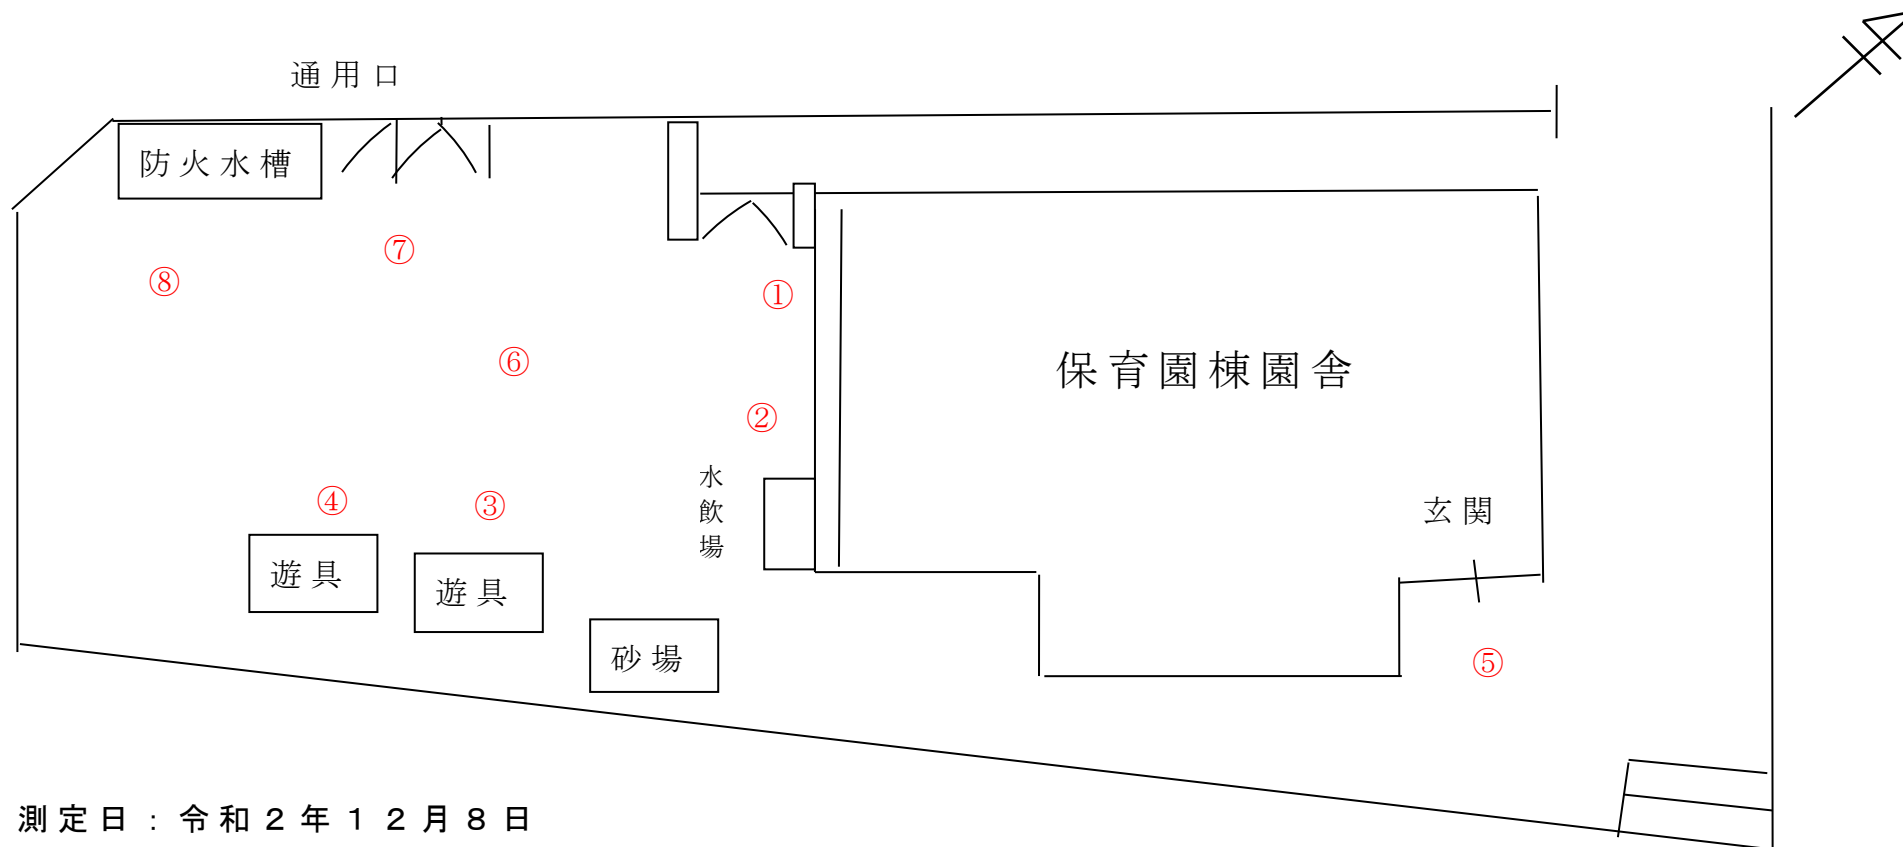 通用口
防火水槽
⑦
⑧
①
⑥
保育園棟園舎
②
水飲場
④
③
玄関
遊具
遊具
砂場
⑤
測定日：令和２年１２月８日